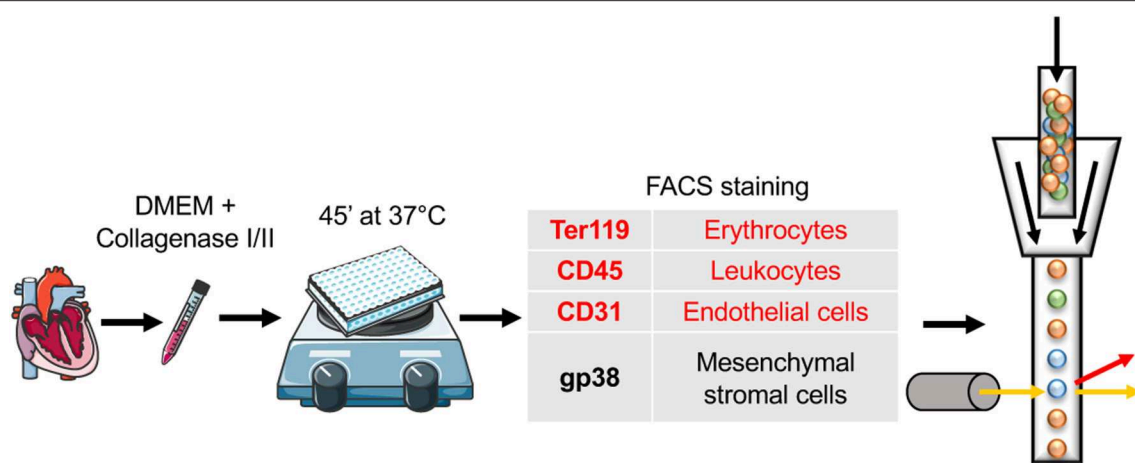 DMEM +
Collagenase I/II
45’ at 37°C
FACS staining
Ter119 Erythrocytes
CD45 Leukocytes
CD31 Endothelial cells
gp38 Mesenchymal
stromal cells